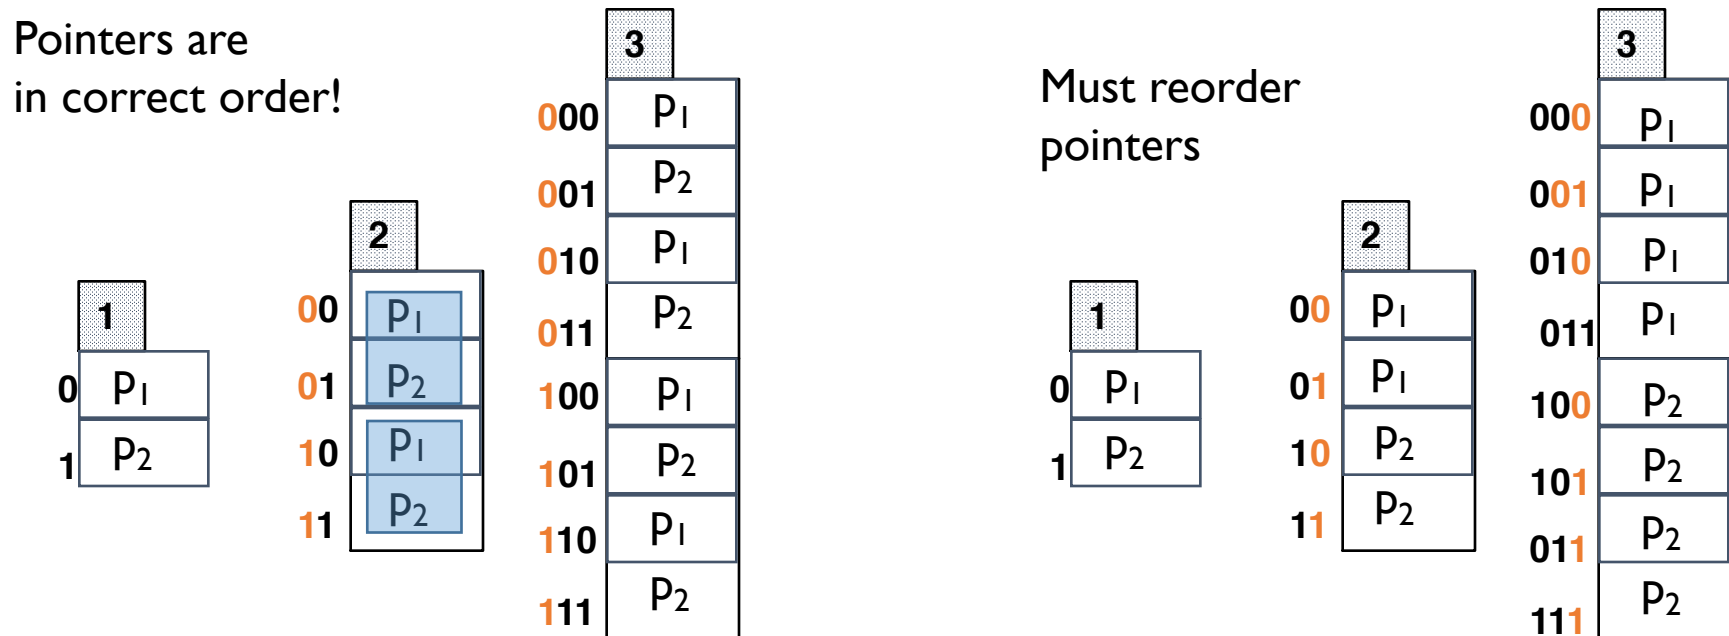 Pointers are
in correct order!
1
0 P1
1 P2
2
00 P1
01 P2
10 P1
11 P2
3
000 P1
001 P2
010 P1
011 P2
100 P1
101 P2
110 P1
111 P2
Must reorder
pointers
1
0 P1
1 P2
2
00 P1
01 P1
10 P2
11 P2
3
000 P1
001 P1
010 P1
011 P1
100 P2
101 P2
011 P2
111 P2